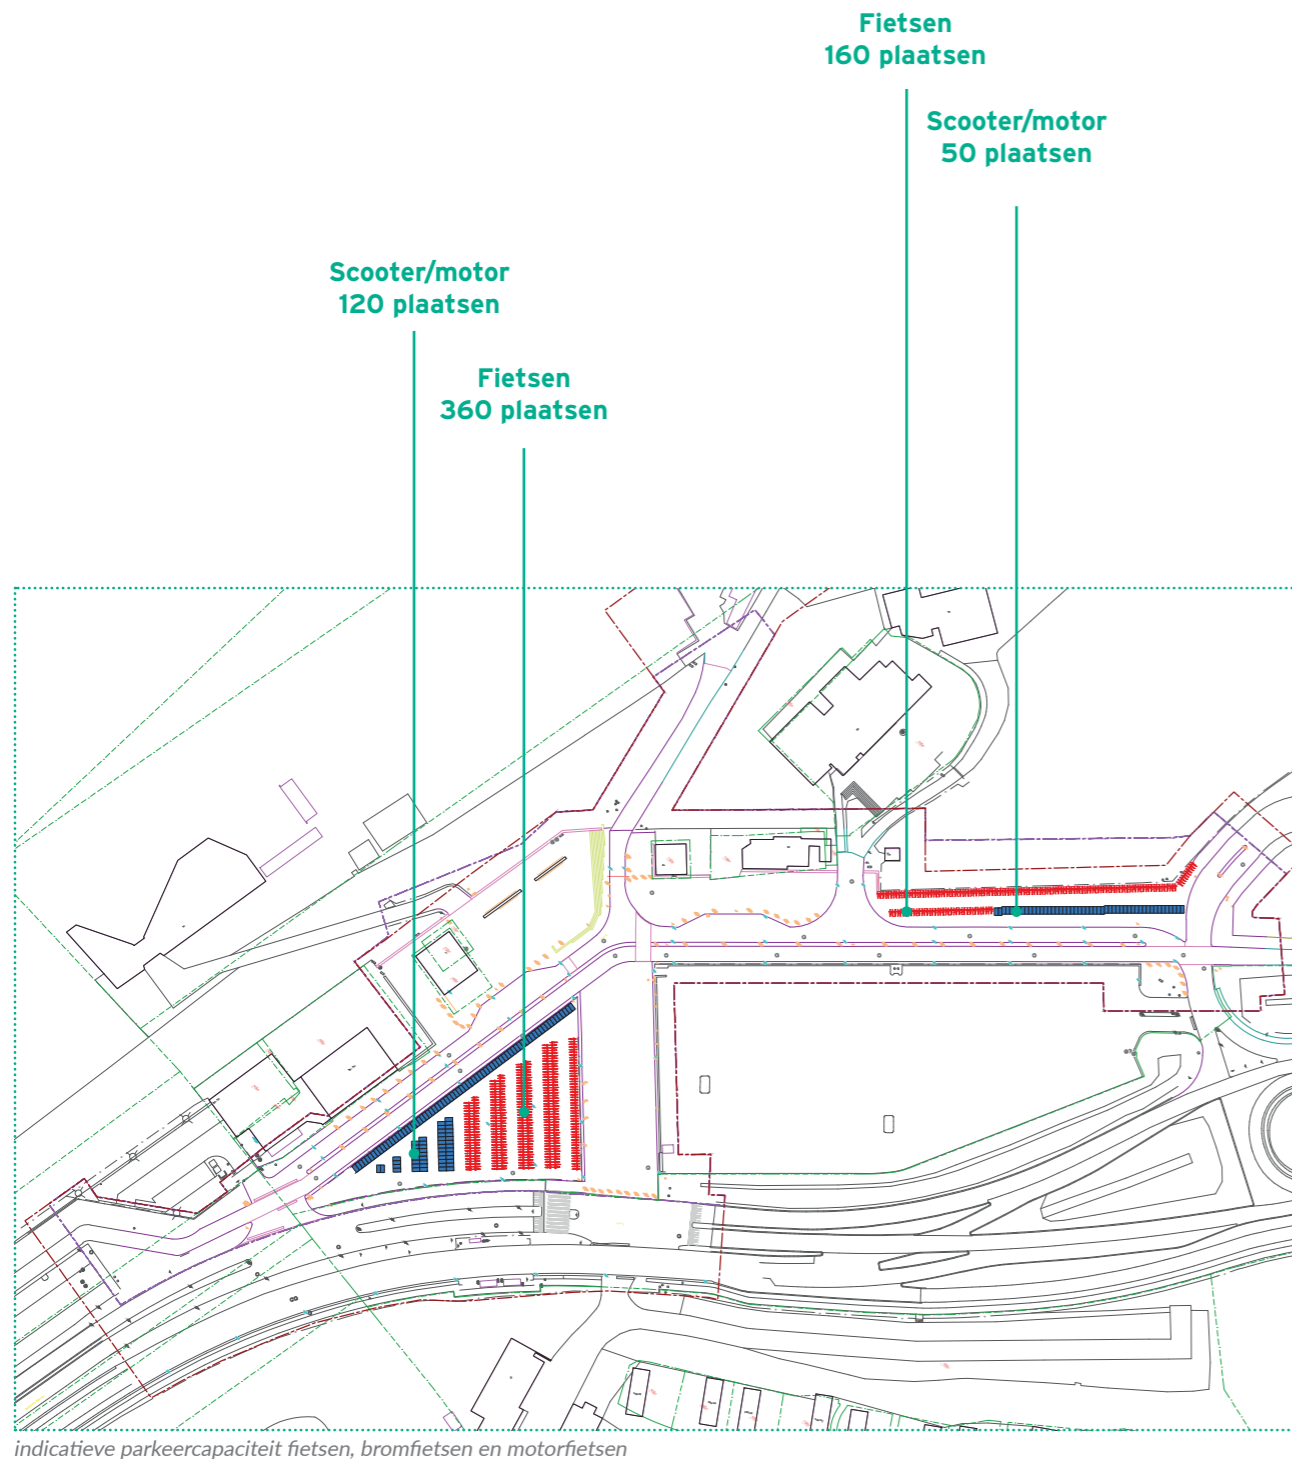 Fietsen
160 plaatsen
Scooter/motor
50 plaatsen
Scooter/motor
120 plaatsen
Fietsen
360 plaatsen
indicatieve parkeercapaciteit fietsen, bromfietsen en motorfietsen